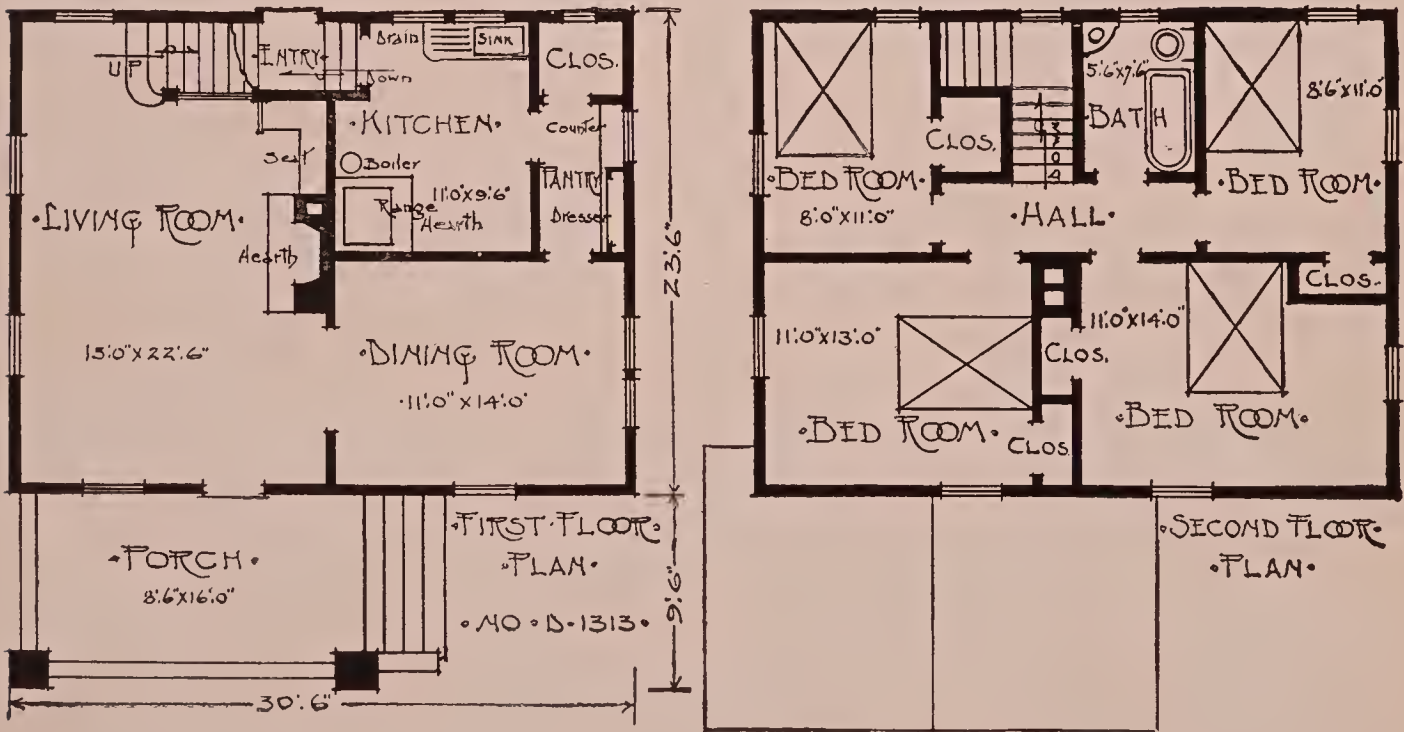 UP
ENTRY
Down
Drain
SINK
CLOS.
·KITCHEN·
Counter
Seat
Boiler
11'.0"X9'.6"
PANTRY
Range
Hearth
Dresser
·LIVING ROOM·
Hearth
15'.0"X22'.6"
·DINING ROOM·
·11'.0"X14'.0"
23'.6"
·PORCH·
8'.6"X16'.0"
·FIRST·FLOOR·
·PLAN·
·NO·D·1313·
9'.6"
30'.6"
5'.6"X7'.6"
BATH
8'.6"X11'.0"
CLOS.
DOWN
·BED ROOM·
8'.0"X11'.0"
·HALL·
·BED ROOM·
CLOS.
11'.0"X13'.0"
CLOS.
11'.0"X14'.0"
·BED ROOM·
CLOS.
·BED ROOM·
·SECOND FLOOR·
·PLAN·